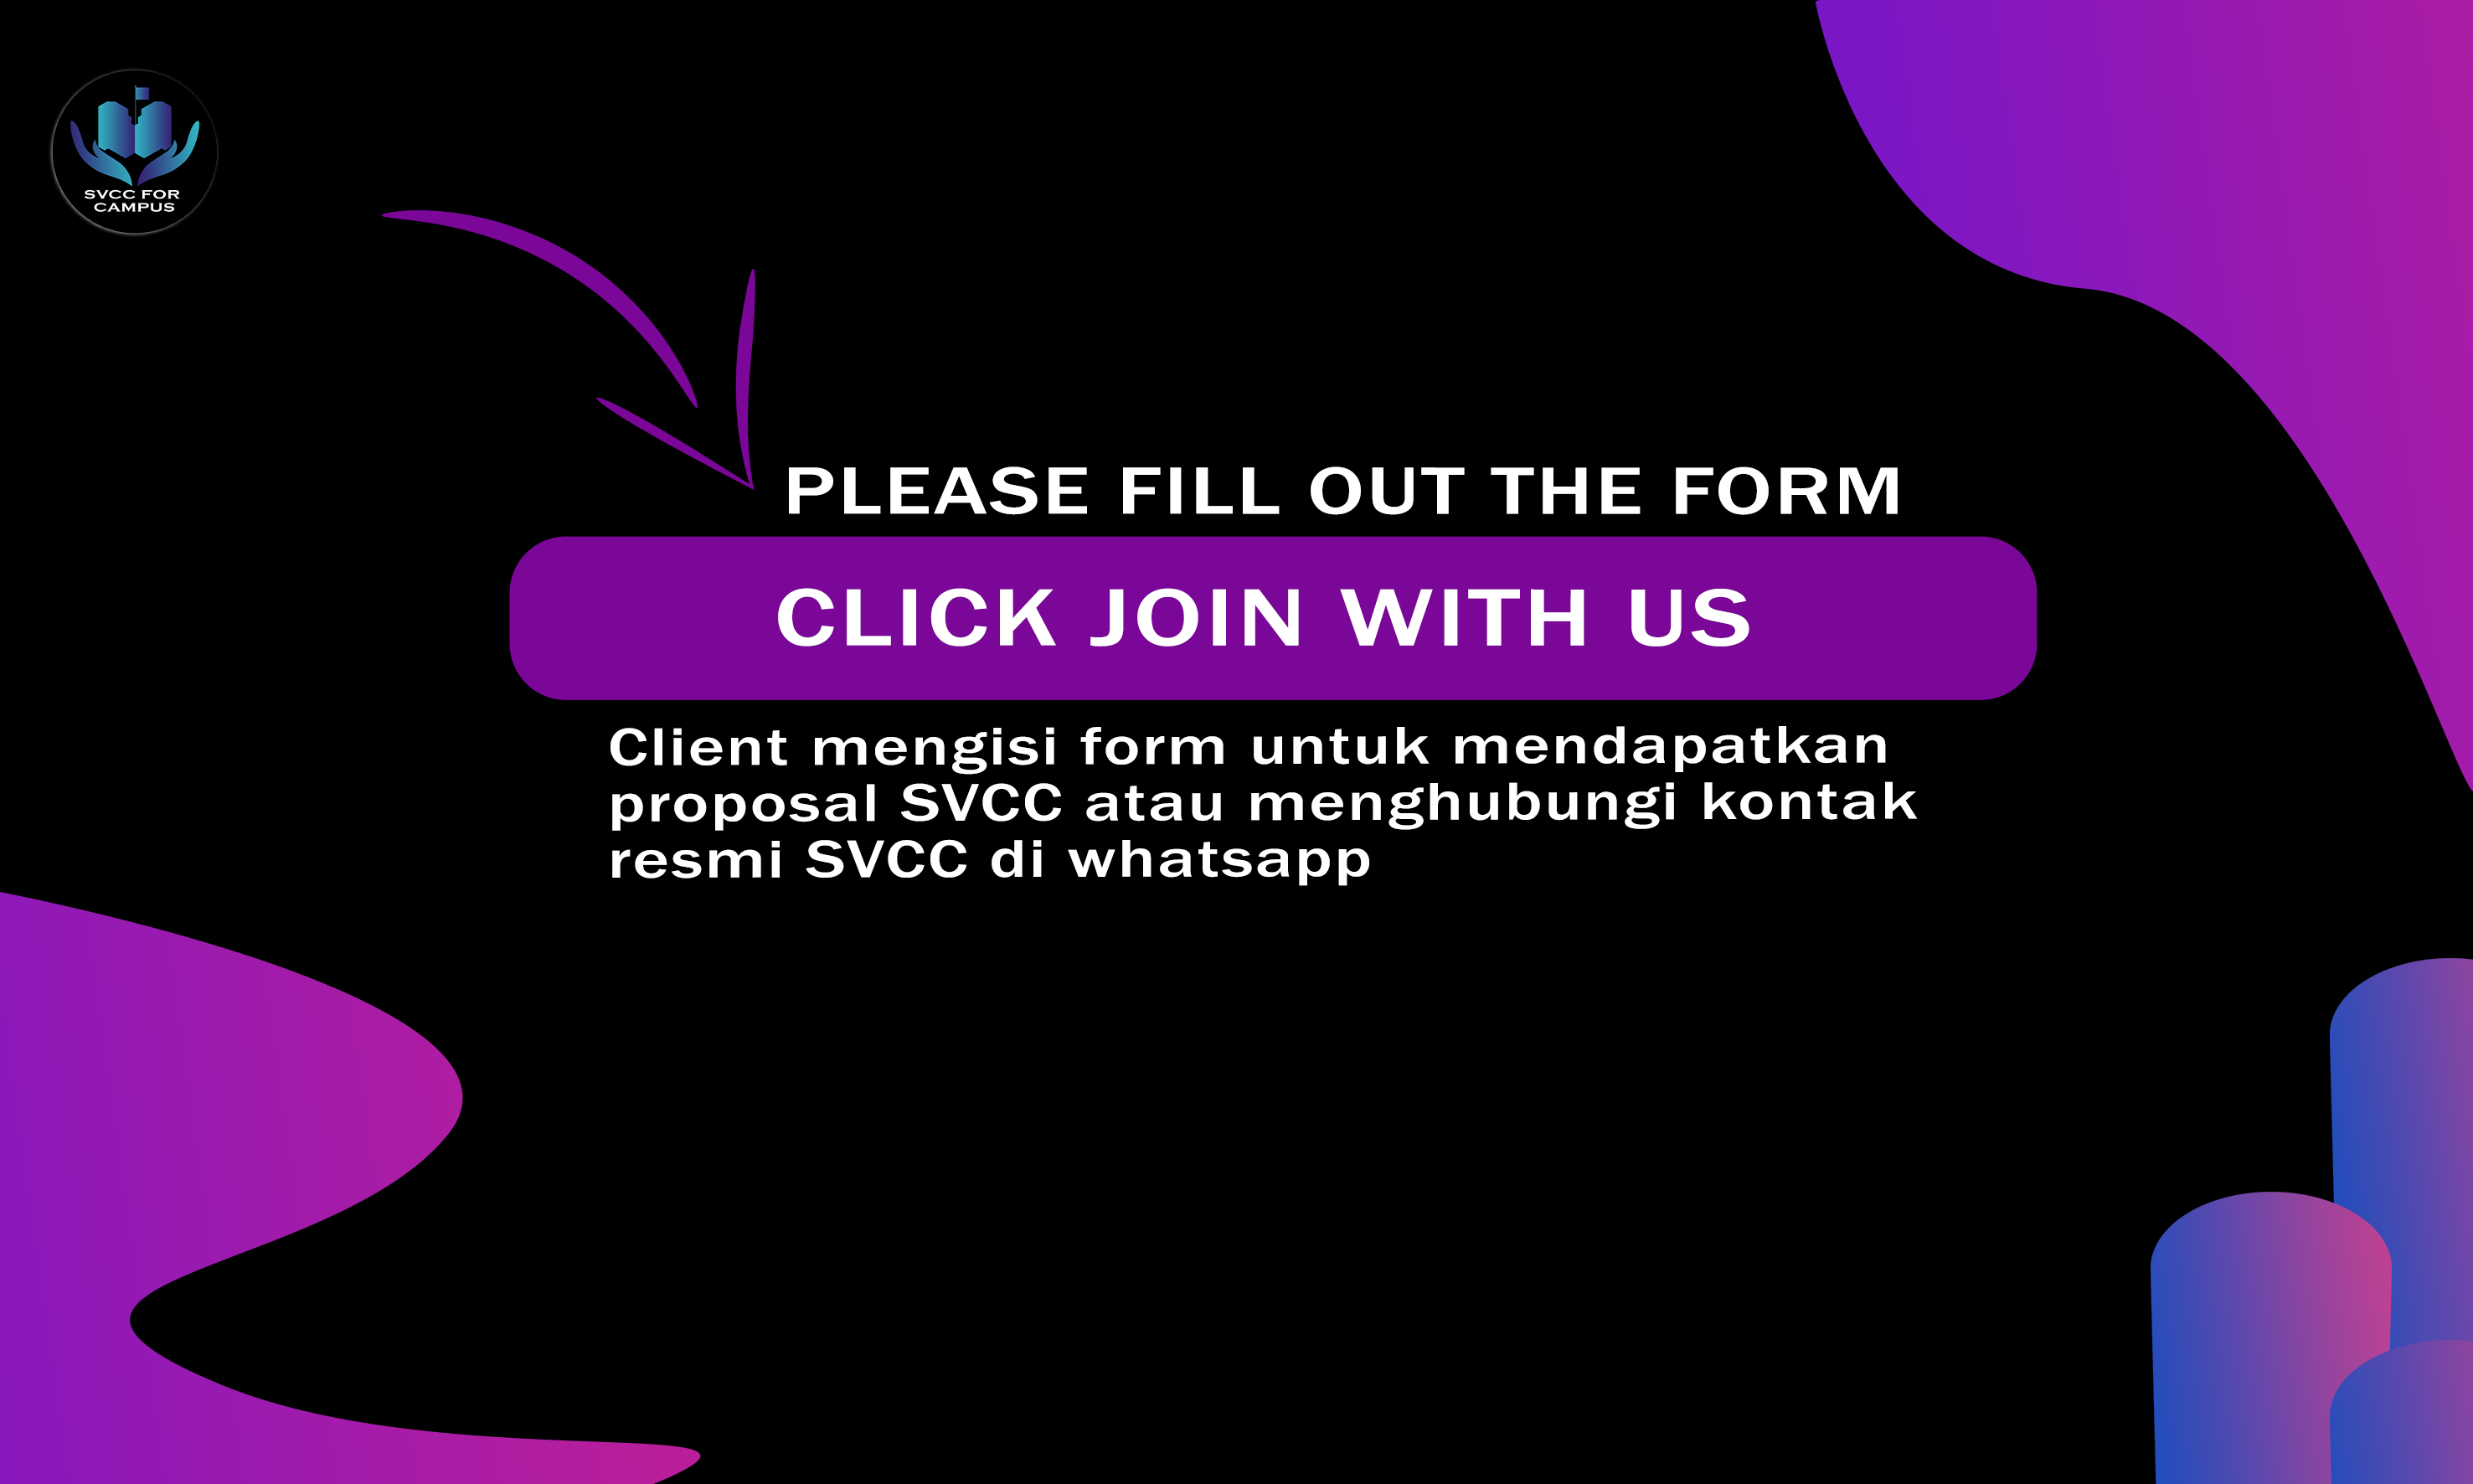 SVCC FOR
CAMPUS
PLEASE FILL OUT THE FORM
CLICK JOIN WITH US
Client mengisi form untuk mendapatkan
proposal SVCC atau menghubungi kontak
resmi SVCC di whatsapp